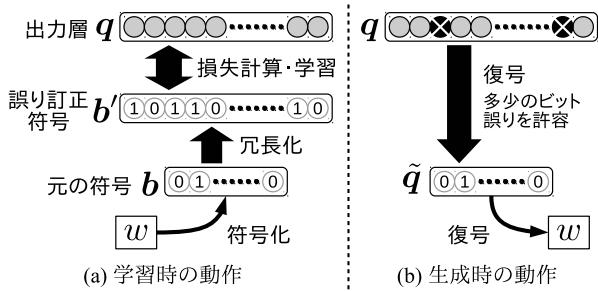 出力層 q
損失計算・学習
誤り訂正
符号 b′
1 0 1 1 0 1 0
冗長化
元の符号 b
0 1 0
w
符号化
(a) 学習時の動作
q
復号
多少のビット
誤りを許容
q̃
0 1 0
復号
w
(b) 生成時の動作